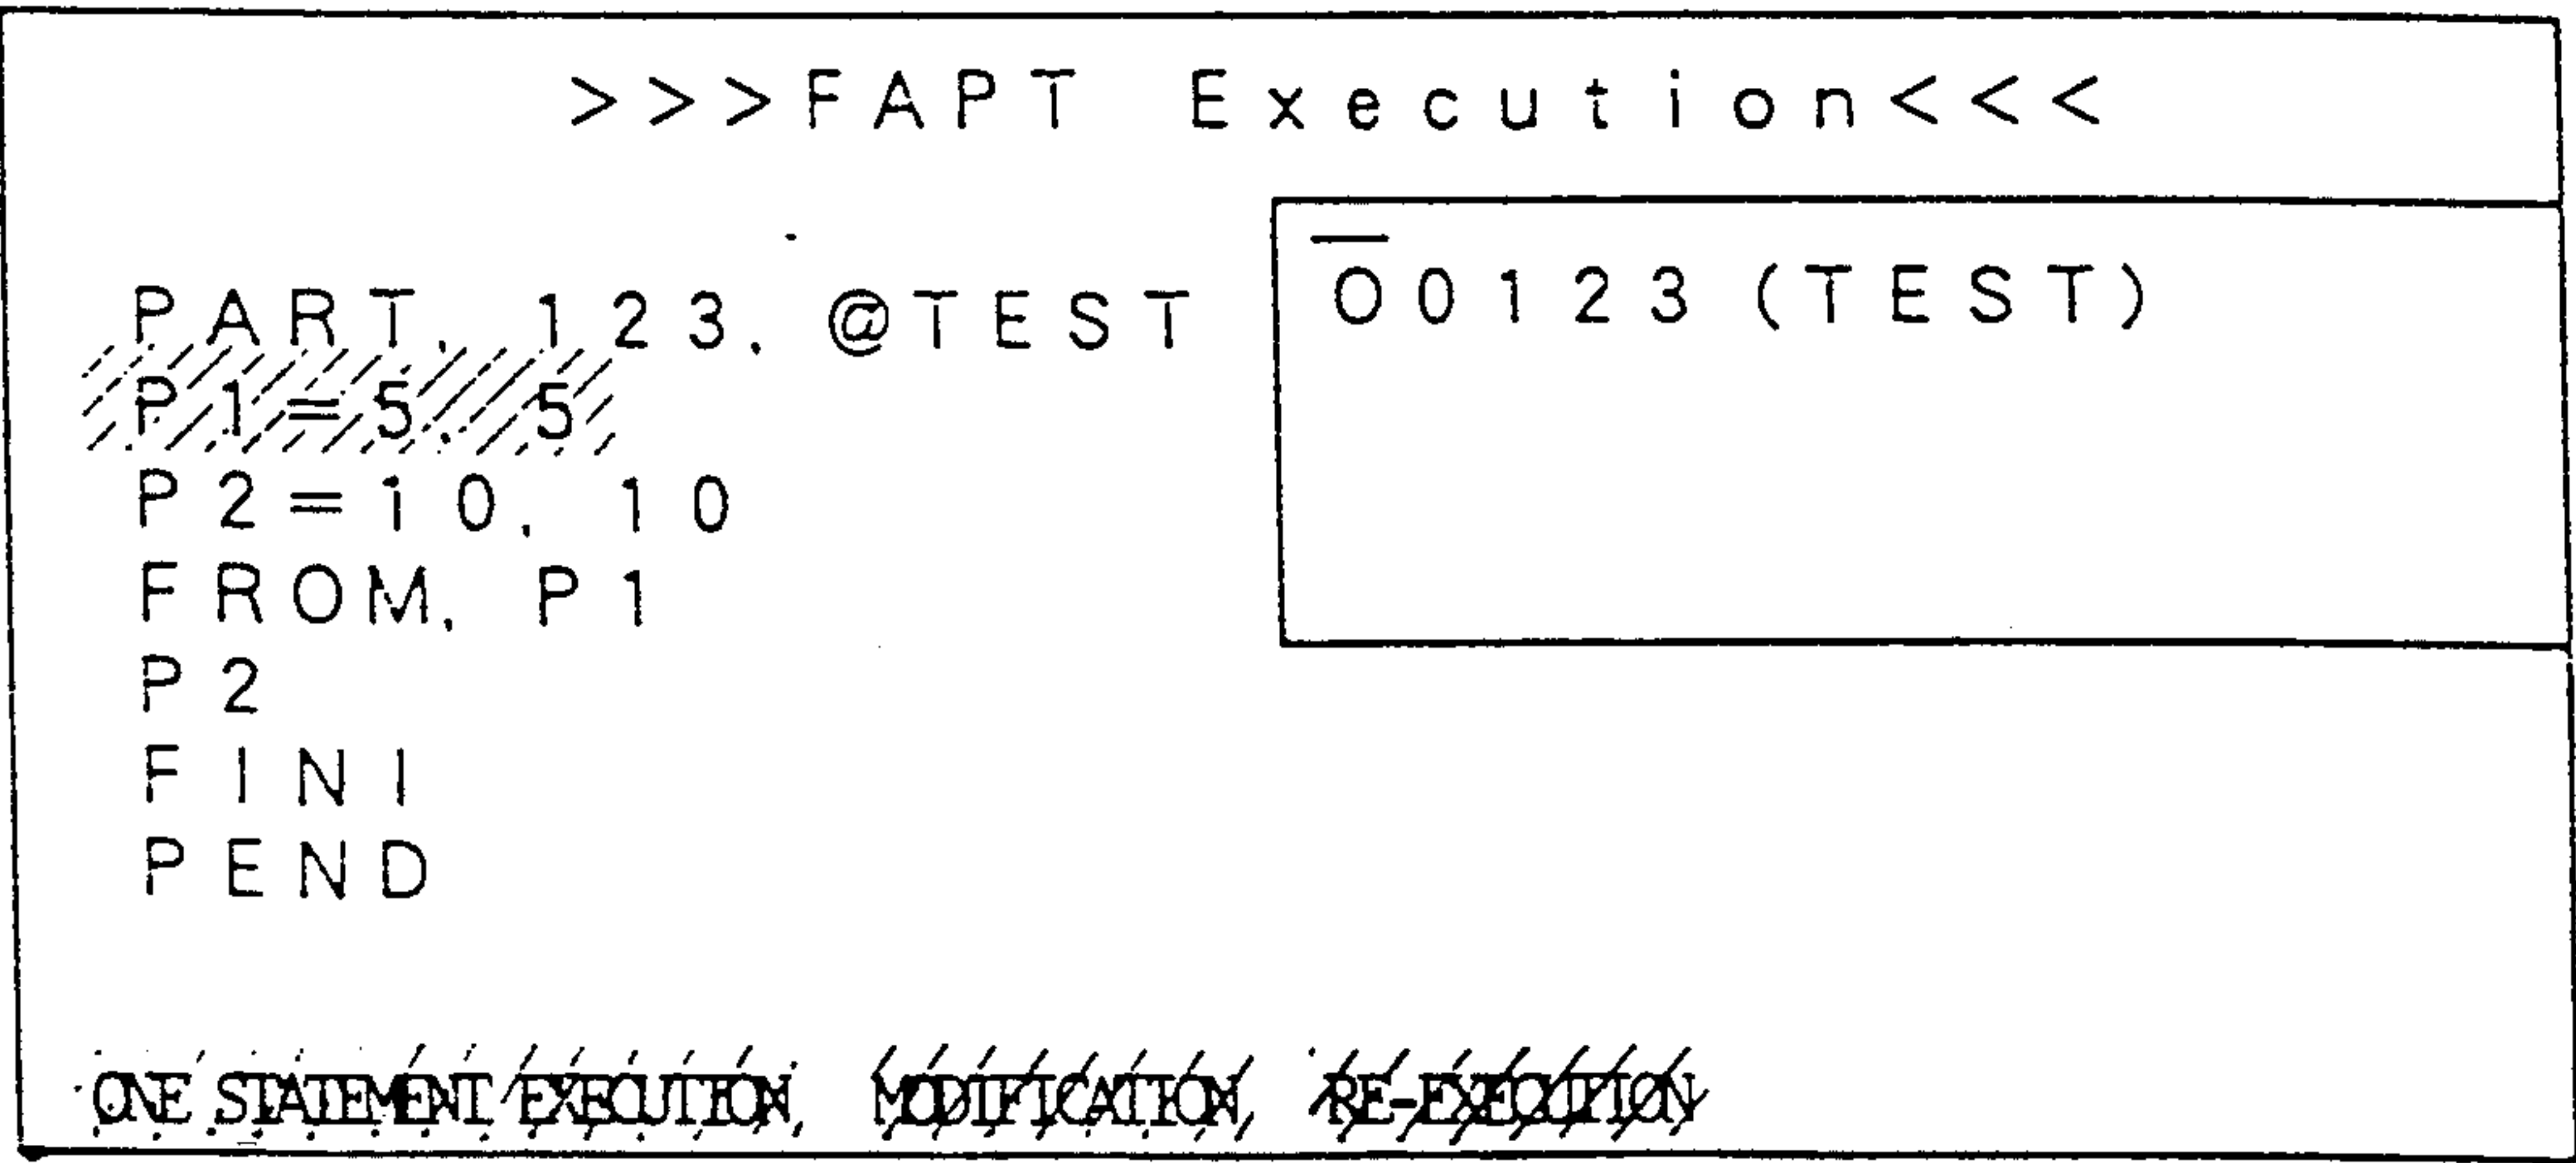 >>>FAPT Execution<<<
PART, 123, @TEST
P1=5, 5
P2=10, 10
FROM, P1
P2
FINI
PEND
O0123(TEST)
ONE STATEMENT EXECUTION, MODIFICATION, RE-EXECUTION